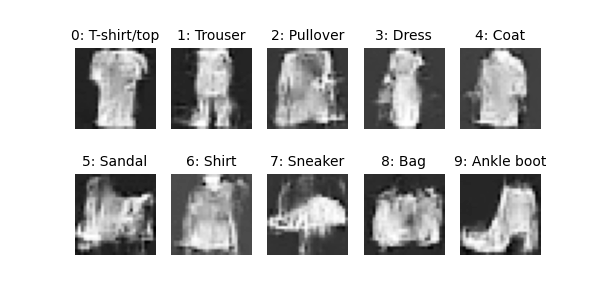 0: T-shirt/top 1: Trouser 2: Pullover 3: Dress 4: Coat
5: Sandal 6: Shirt 7: Sneaker 8: Bag 9: Ankle boot